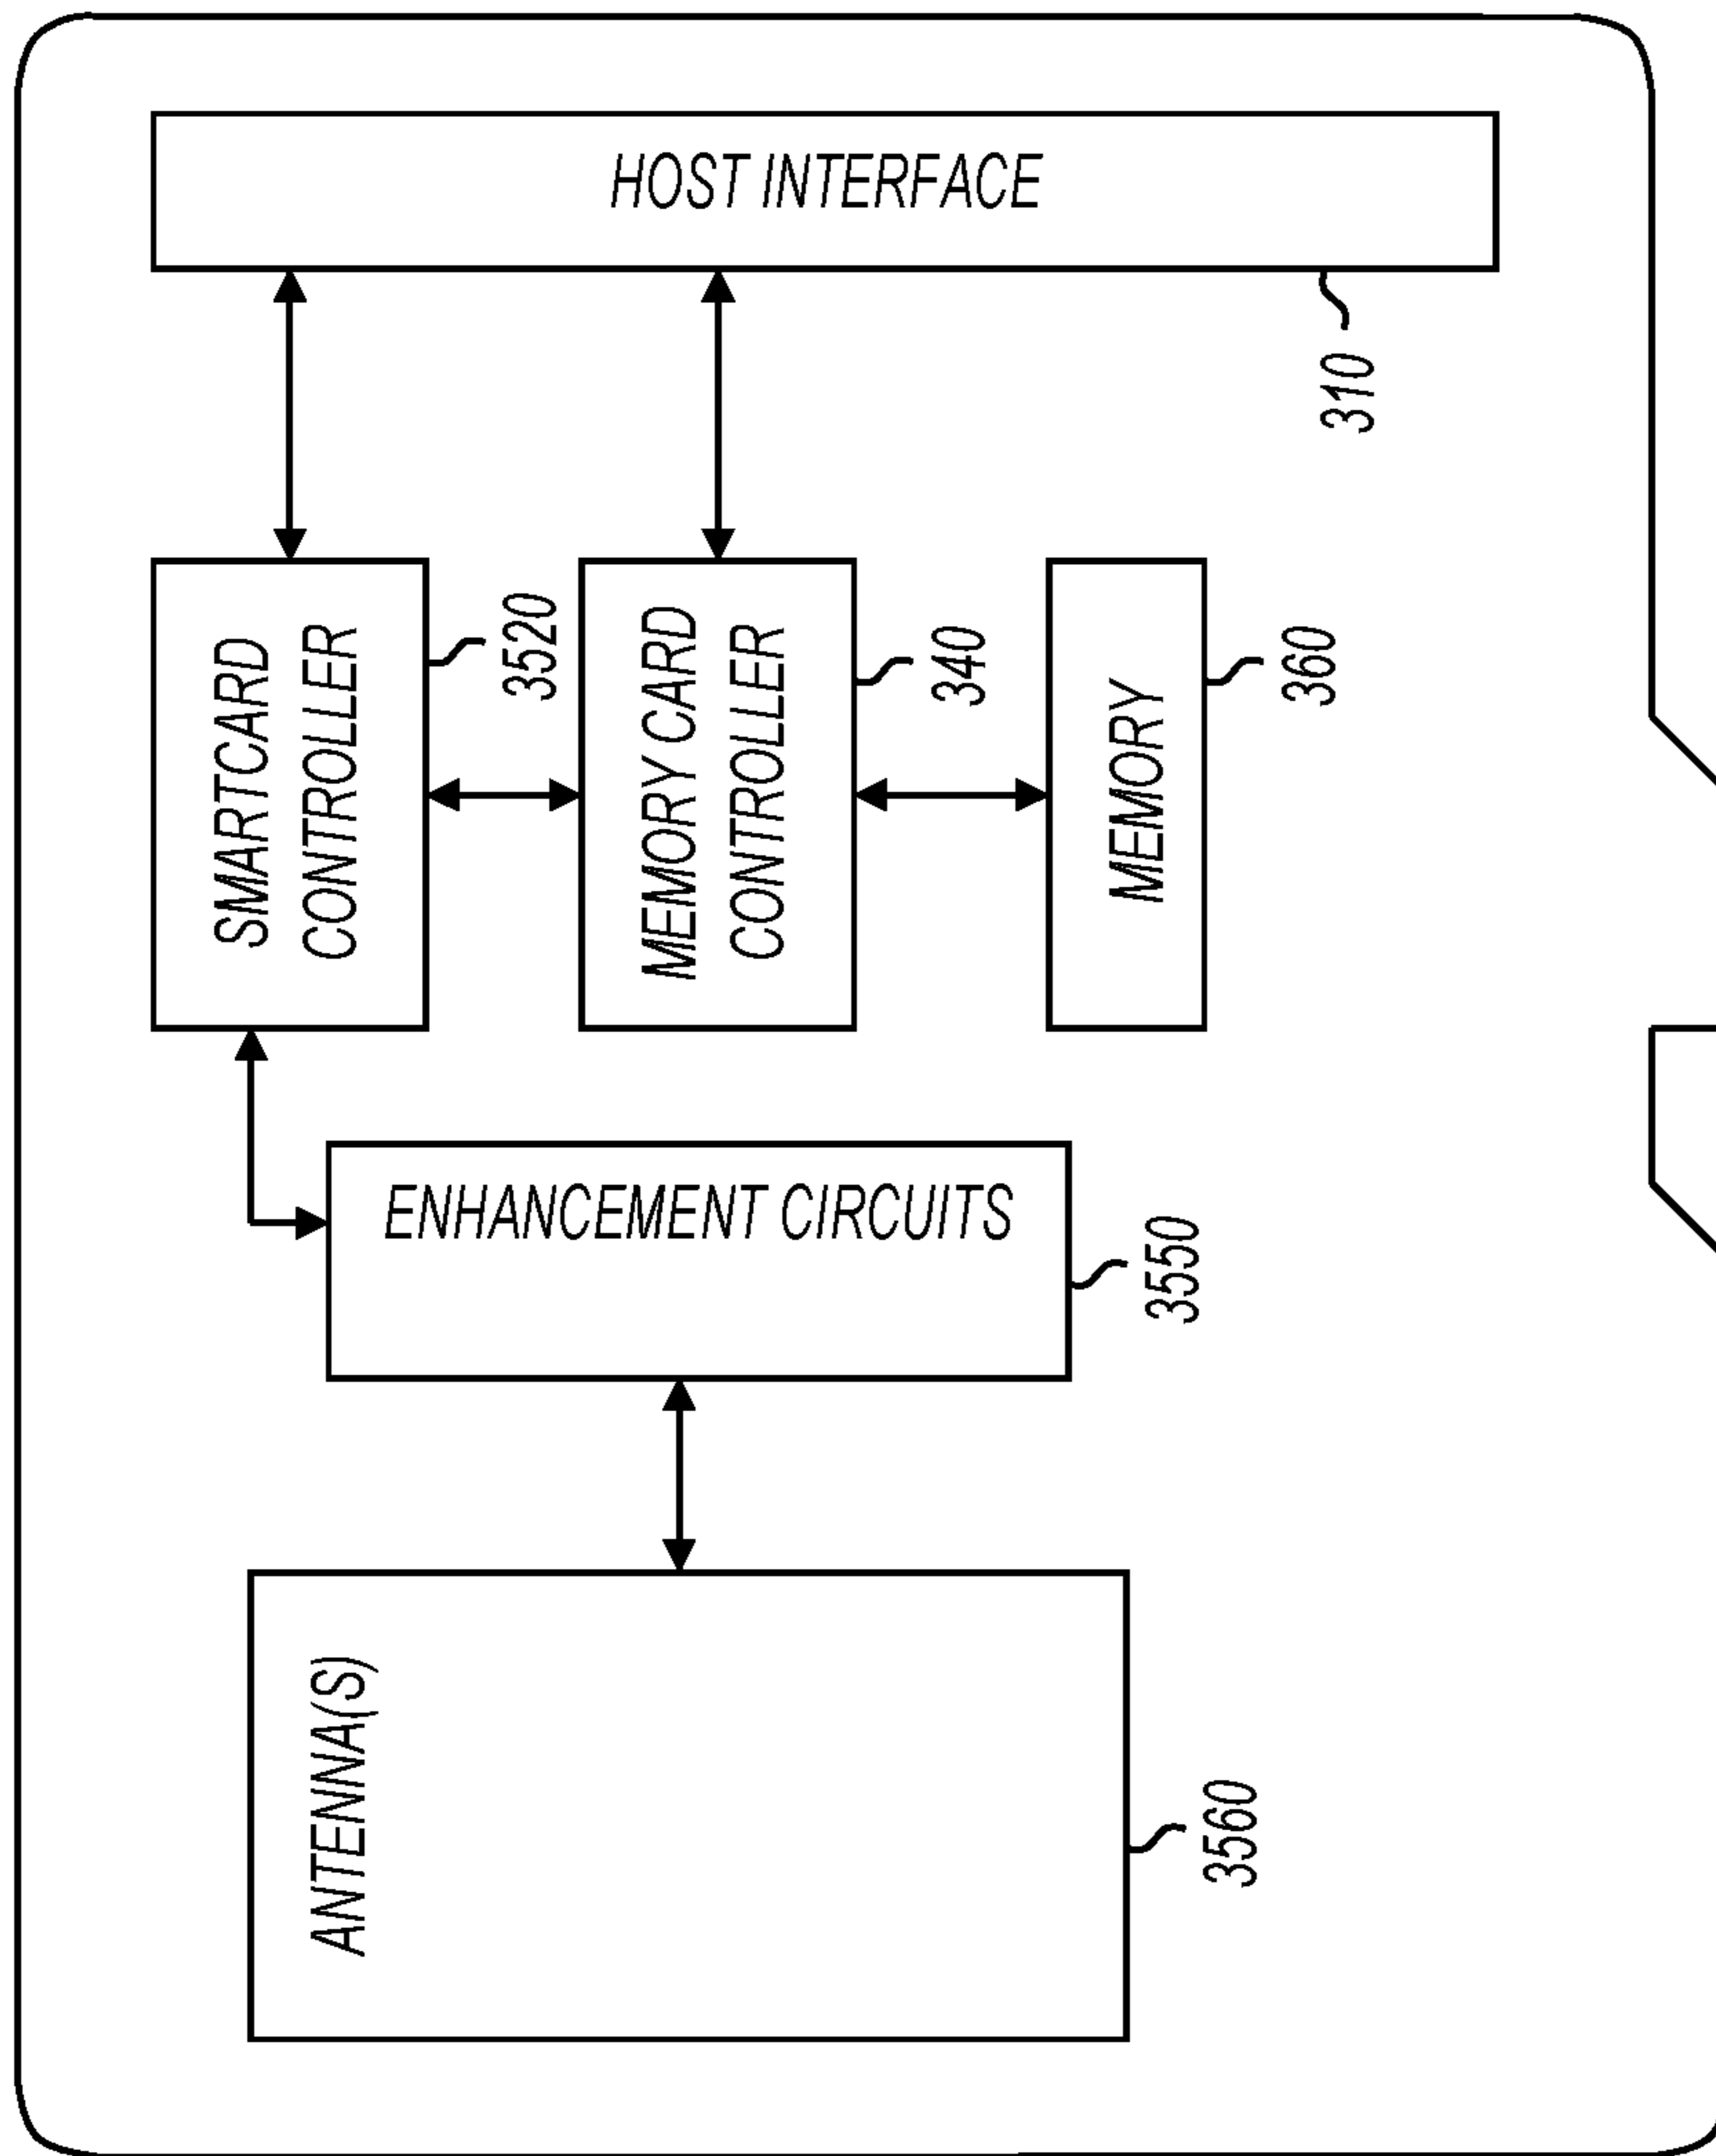 HOST INTERFACE
310
SMARTCARD
CONTROLLER
3520
MEMORY CARD
CONTROLLER
340
MEMORY
360
ENHANCEMENT CIRCUITS
3550
ANTENNA(S)
3560